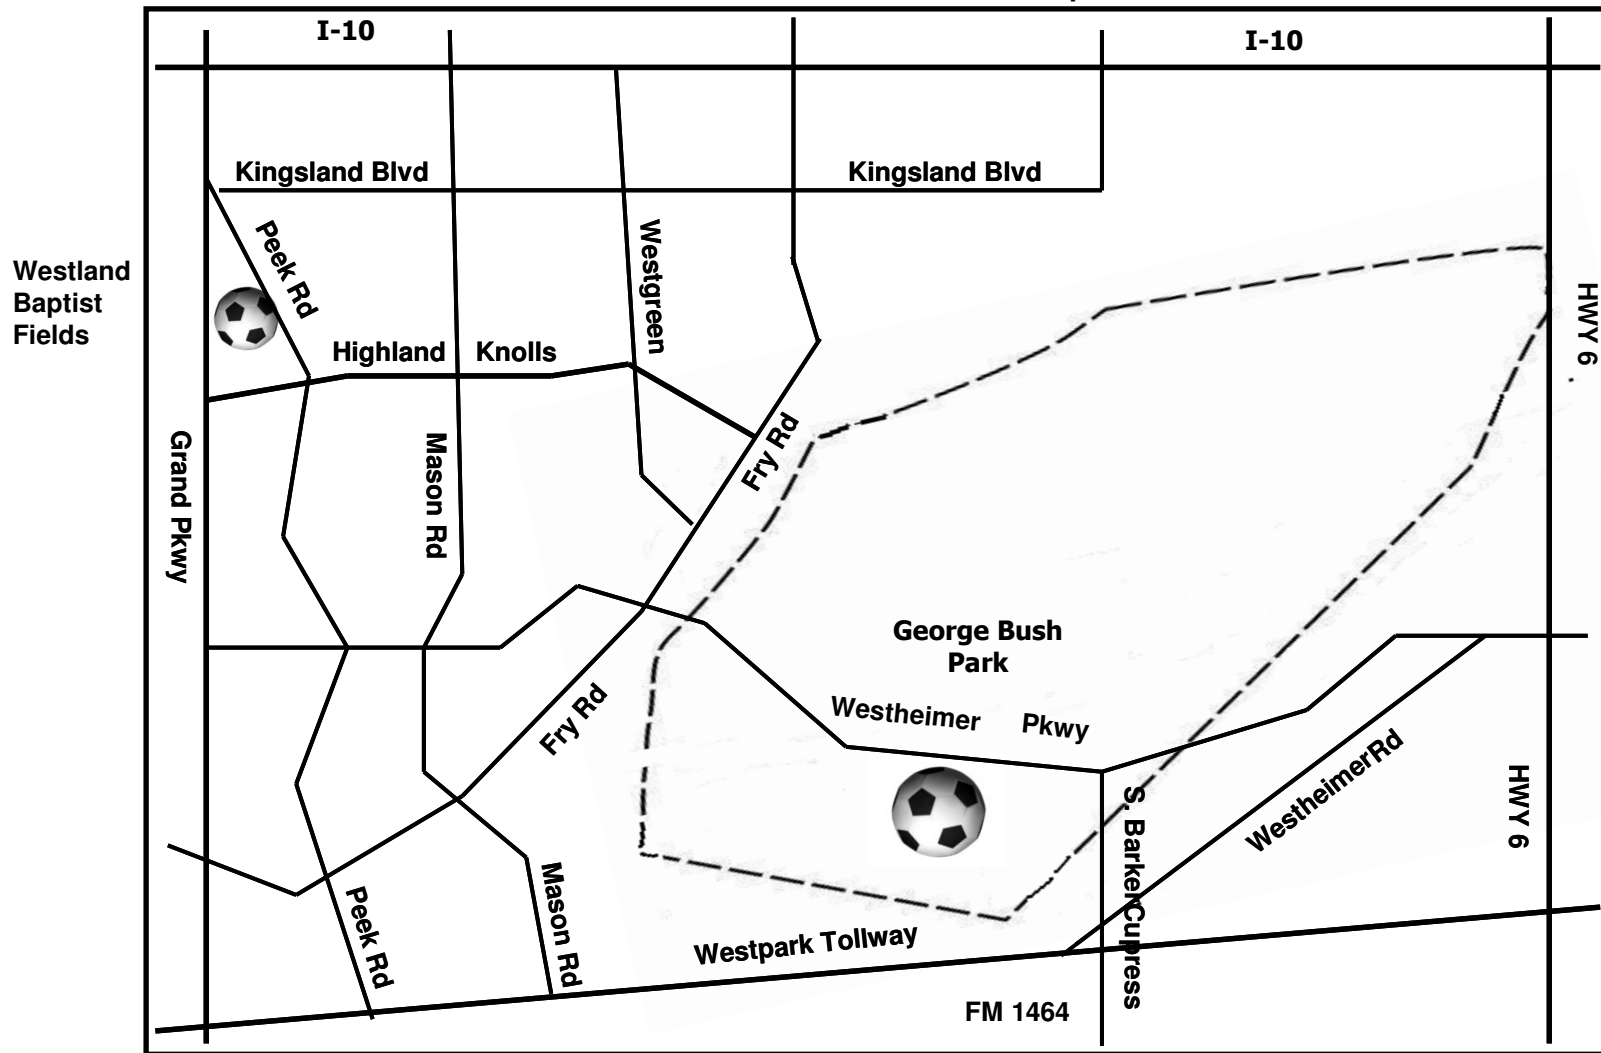 I-10
I-10
Kingsland Blvd
Kingsland Blvd
Peek Rd
Westgreen
Westland
Baptist
Fields
HWY 6
Highland Knolls
Grand Pkwy
Mason Rd
Fry Rd
George Bush
Park
Westheimer Pkwy
Fry Rd
WestheimerRd
HWY 6
S. BarkerCupress
Peek Rd
Mason Rd
Westpark Tollway
FM 1464